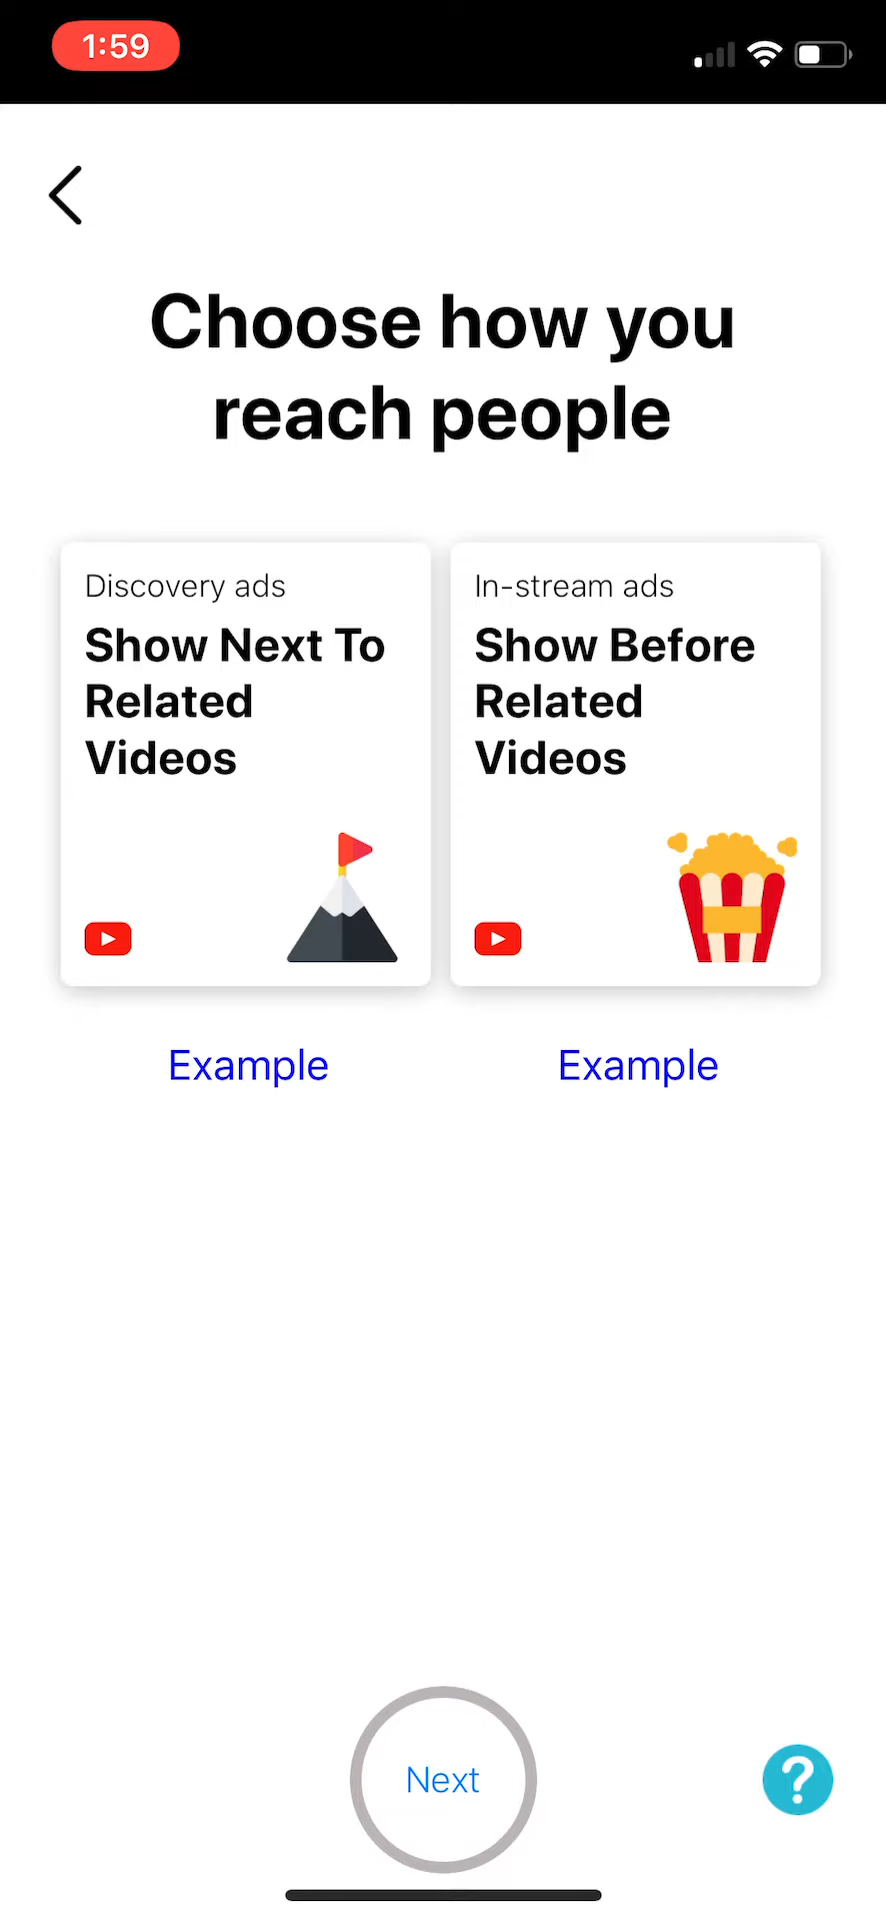 1:59
Choose how you
reach people
Discovery ads
Show Next To
Related
Videos
In-stream ads
Show Before
Related
Videos
Example
Example
Next
?